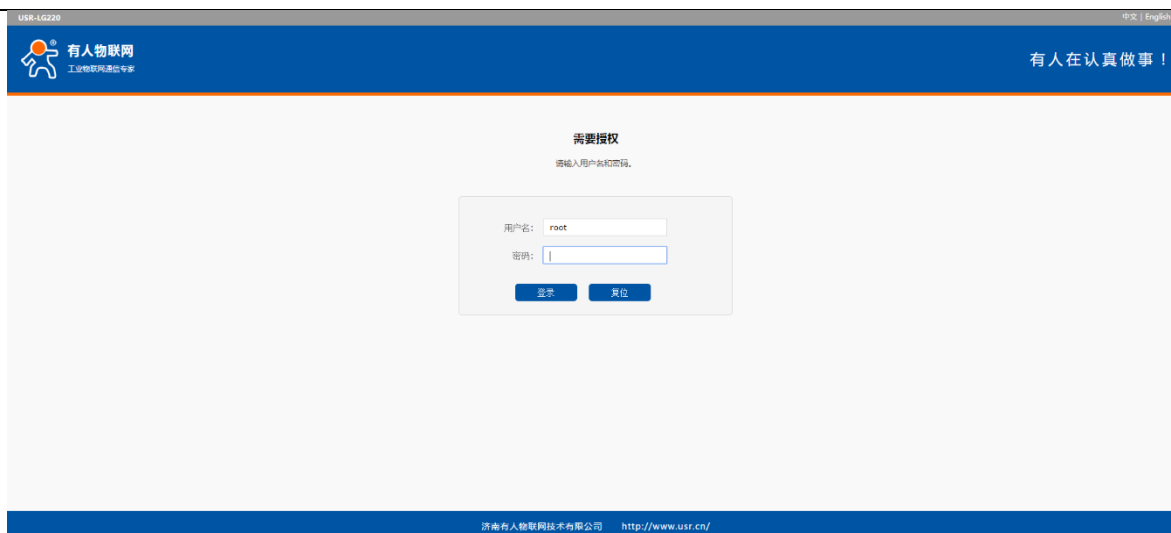 USR-LG220
中文 | English
有人物联网
工业物联网通信专家
有人在认真做事！
需要授权
请输入用户名和密码。
用户名： root
密码：
登录 复位
济南有人物联网技术有限公司 http://www.usr.cn/